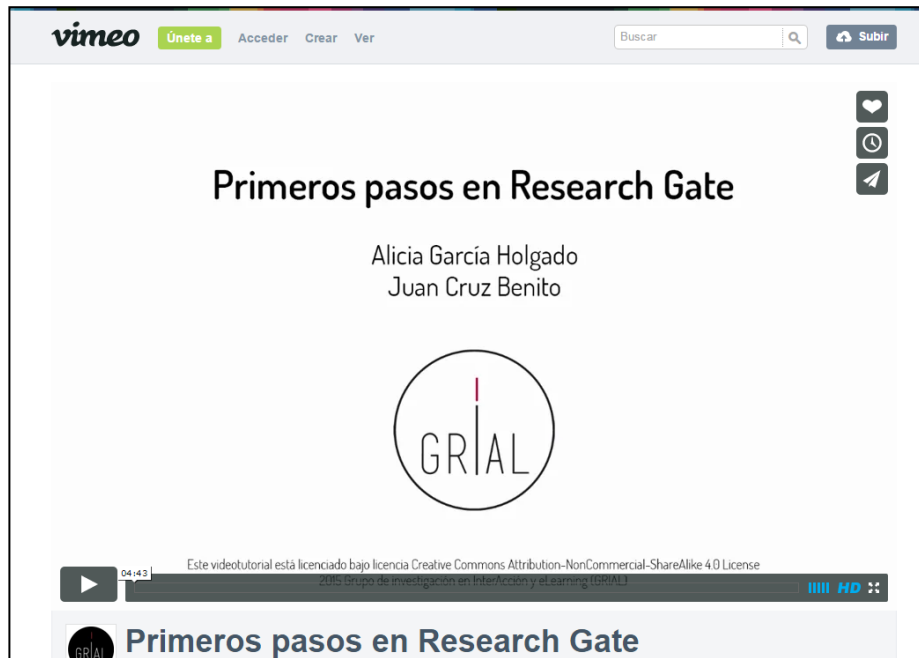 vimeo Únete a Acceder Crear Ver Buscar Subir
Primeros pasos en Research Gate
Alicia García Holgado
Juan Cruz Benito
GRIAL
Este videotutorial está licenciado bajo licencia Creative Commons Attribution-NonCommercial-ShareAlike 4.0 License
2015 Grupo de investigación en InterAcción y eLearning (GRIAL)
04:43
HD
GRIAL
Primeros pasos en Research Gate